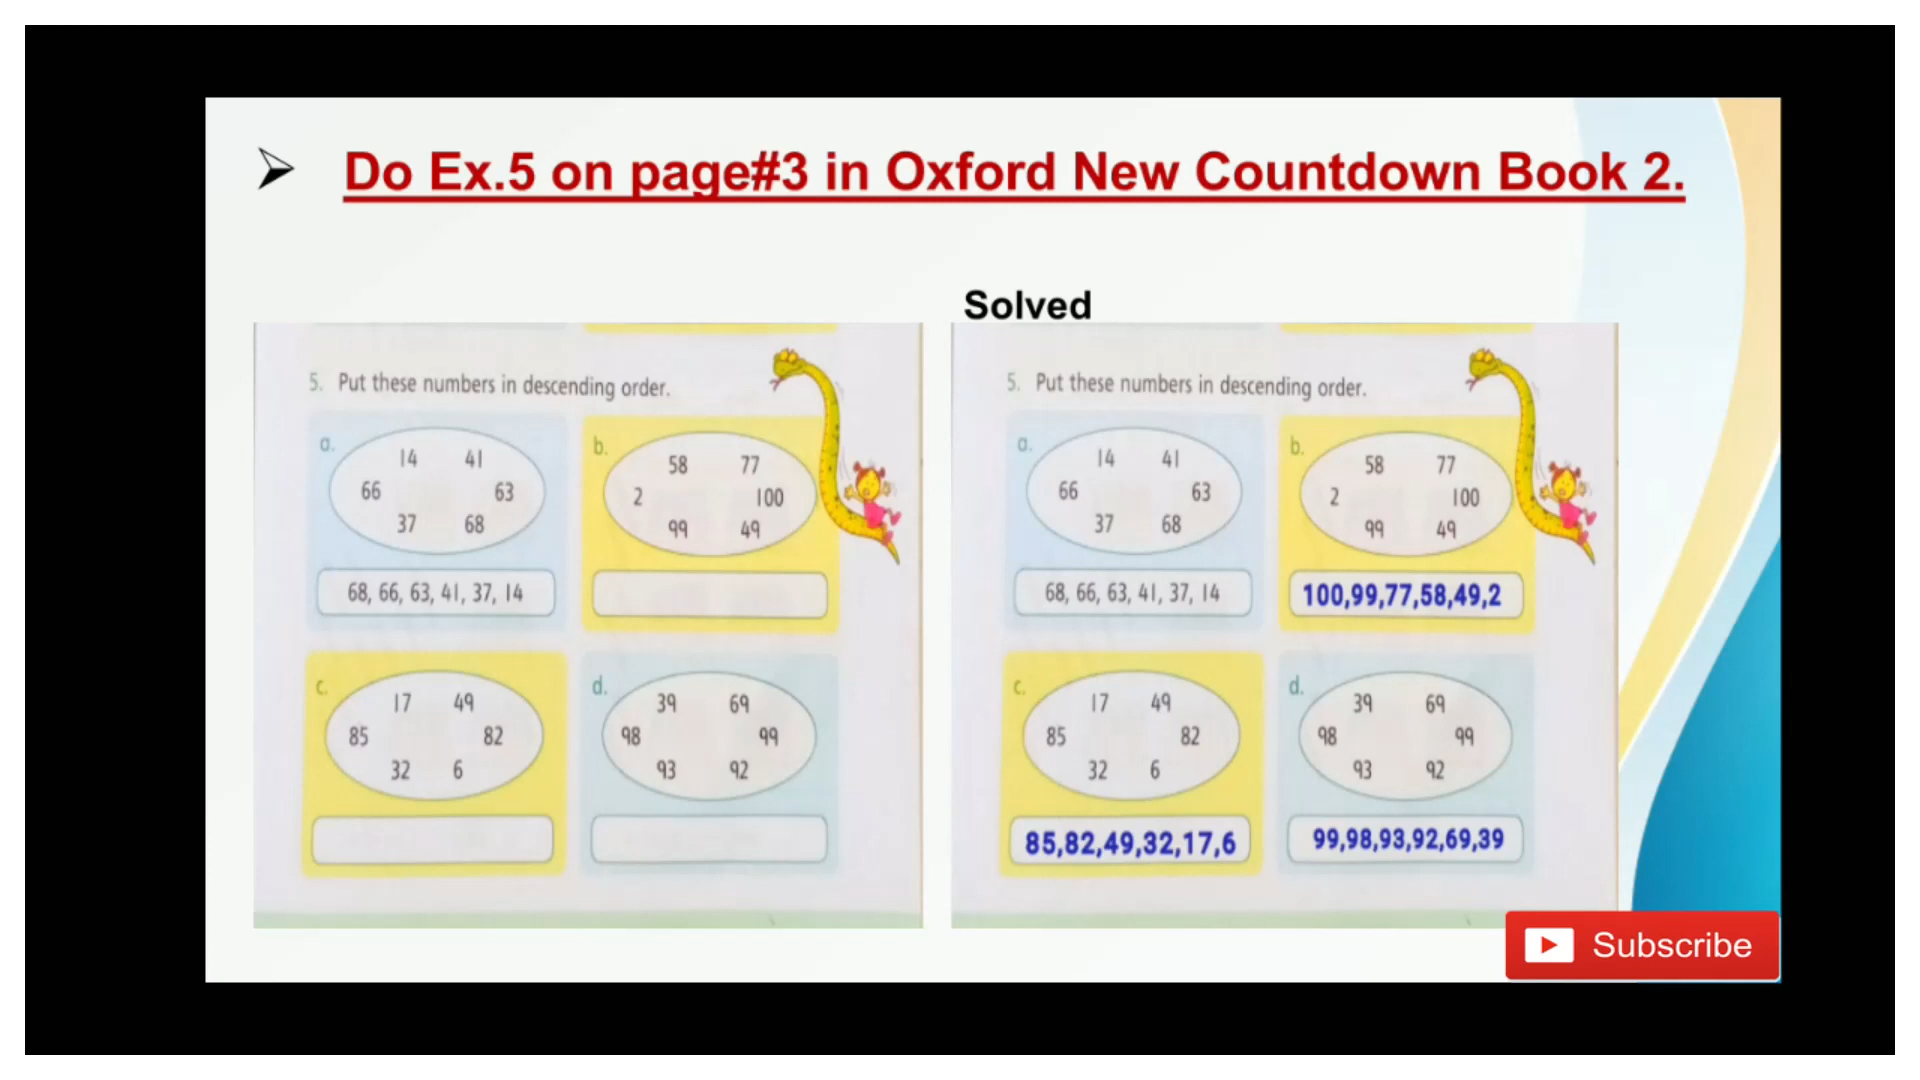 Do Ex.5 on page#3 in Oxford New Countdown Book 2.
Solved
5. Put these numbers in descending order.
a.
14 41
66 63
37 68
68, 66, 63, 41, 37, 14
b.
58 77
2 100
99 49
c.
17 49
85 82
32 6
d.
39 69
98 99
93 92
5. Put these numbers in descending order.
a.
14 41
66 63
37 68
68, 66, 63, 41, 37, 14
b.
58 77
2 100
99 49
100,99,77,58,49,2
c.
17 49
85 82
32 6
85,82,49,32,17,6
d.
39 69
98 99
93 92
99,98,93,92,69,39
Subscribe